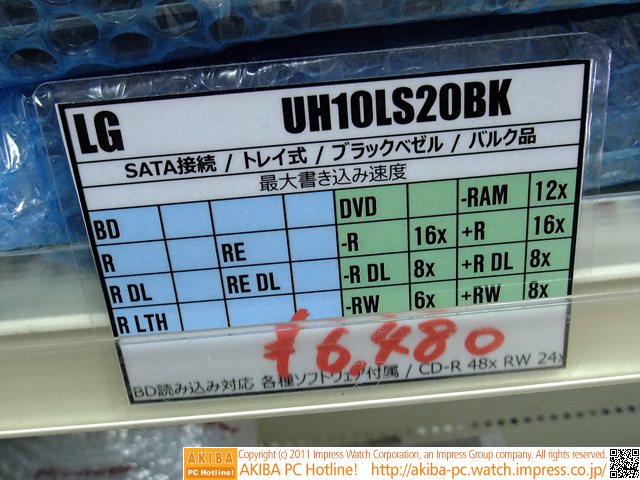 LG UH10LS20BK
SATA接続 / トレイ式 / ブラックベゼル / バルク品
最大書き込み速度
BD DVD -RAM 12x
R RE -R 16x +R 16x
R DL RE DL -R DL 8x +R DL 8x
R LTH -RW 6x +RW 8x
¥6,480
BD読み込み対応 各種ソフトウェア付属 / CD-R 48x RW 24x
AKIBA PC Hotline!
Copyright (c) 2011 Impress Watch Corporation, an Impress Group company. All rights reserved.
AKIBA PC Hotline! http://akiba-pc.watch.impress.co.jp/